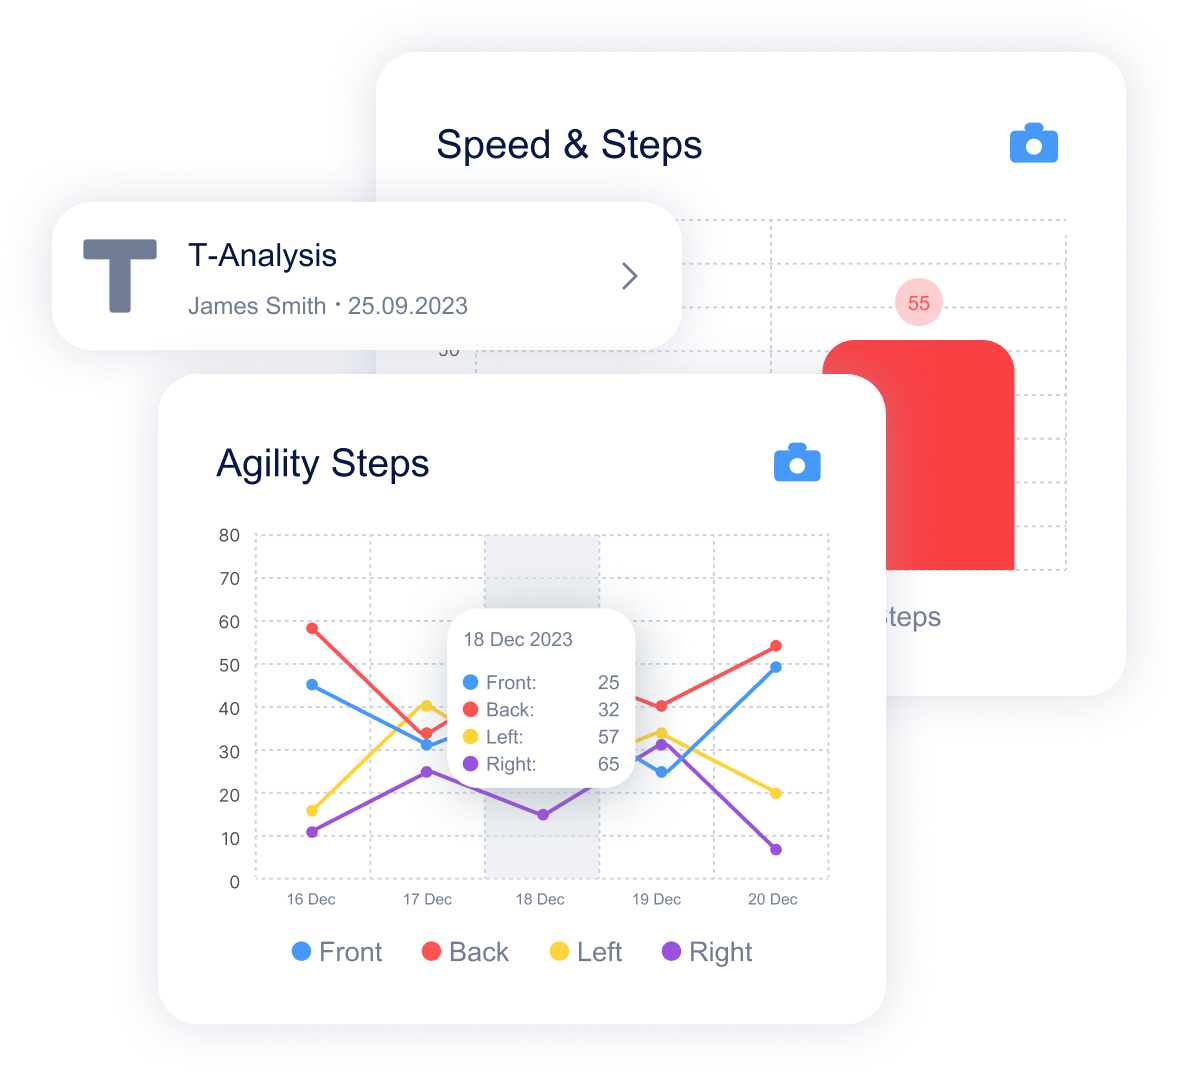 Speed & Steps
T-Analysis
James Smith · 25.09.2023
55
Agility Steps
80
70
60
50
40
30
20
10
0
18 Dec 2023
Front: 25
Back: 32
Left: 57
Right: 65
16 Dec 17 Dec 18 Dec 19 Dec 20 Dec
Front Back Left Right
Steps